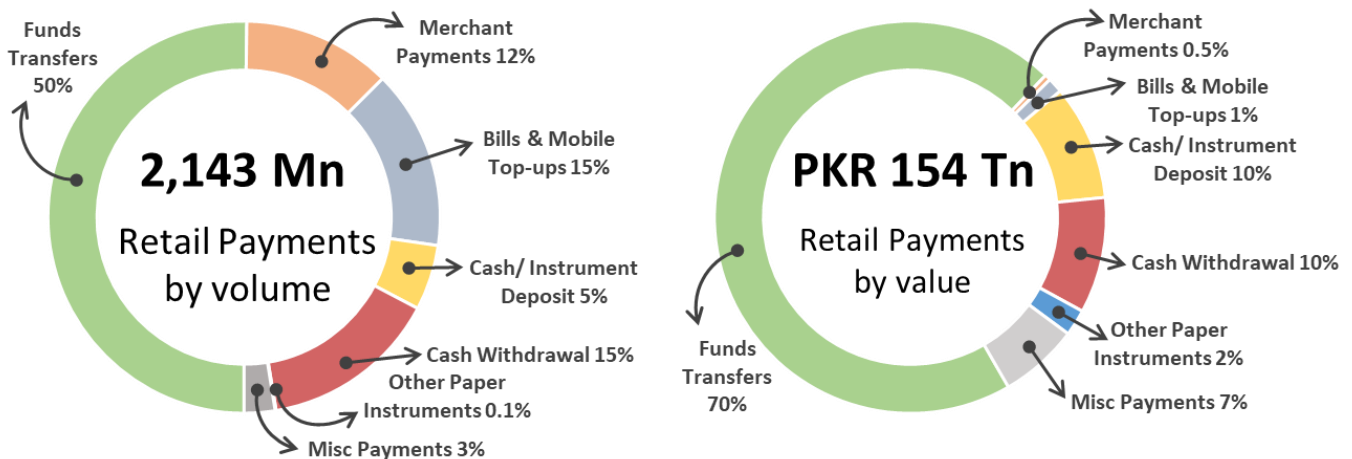 Funds
Transfers
50%
Merchant
Payments 12%
Bills & Mobile
Top-ups 15%
Cash/ Instrument
Deposit 5%
Cash Withdrawal 15%
Other Paper
Instruments 0.1%
Misc Payments 3%
2,143 Mn
Retail Payments
by volume
Merchant
Payments 0.5%
Bills & Mobile
Top-ups 1%
Cash/ Instrument
Deposit 10%
Cash Withdrawal 10%
Other Paper
Instruments 2%
Misc Payments 7%
Funds
Transfers
70%
PKR 154 Tn
Retail Payments
by value